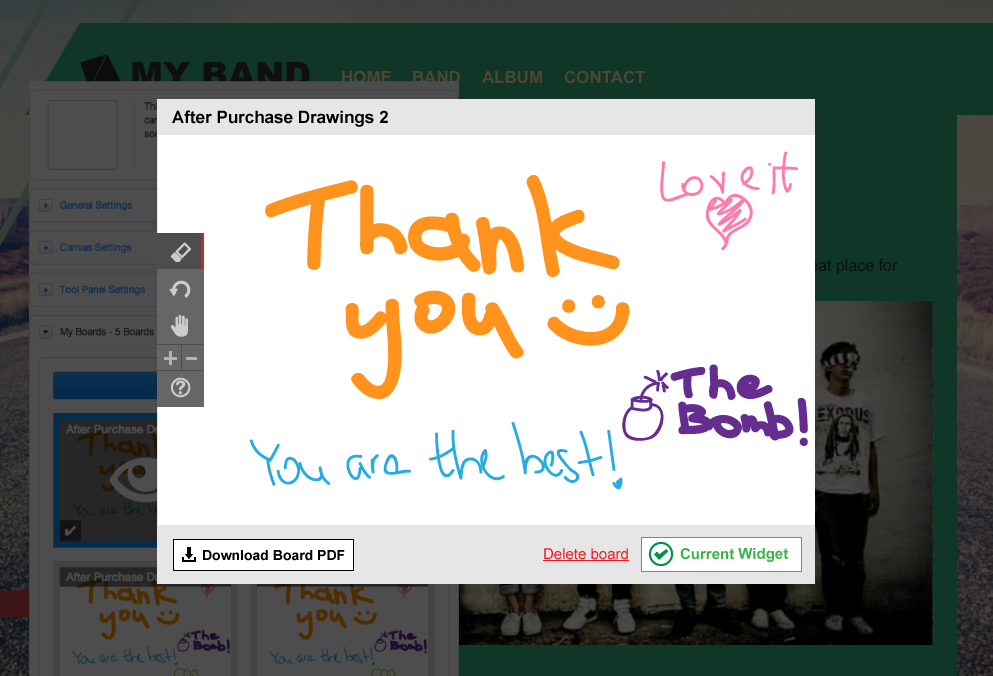 MY BAND
HOME BAND ALBUM CONTACT
After Purchase Drawings 2
Love it
Thank
you
The
Bomb!
You are the best!
Download Board PDF
Delete board
Current Widget
General Settings
Canvas Settings
Tool Panel Settings
My Boards - 5 Boards
After Purchase
Thank
You are the best
After Purchase
Thank
you
The
Bomb!
You are the best!
Thank
you
The
Bomb!
You are the best!
place for
EXODUS